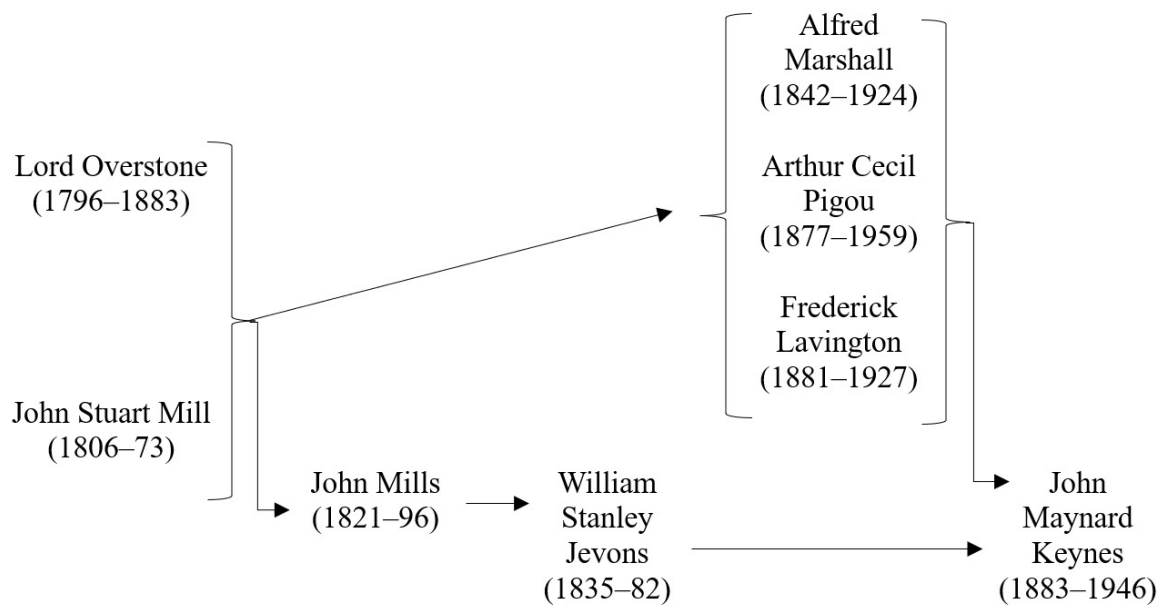 Lord Overstone
(1796–1883)
John Stuart Mill
(1806–73)
John Mills
(1821–96)
William
Stanley
Jevons
(1835–82)
Alfred
Marshall
(1842–1924)
Arthur Cecil
Pigou
(1877–1959)
Frederick
Lavington
(1881–1927)
John
Maynard
Keynes
(1883–1946)